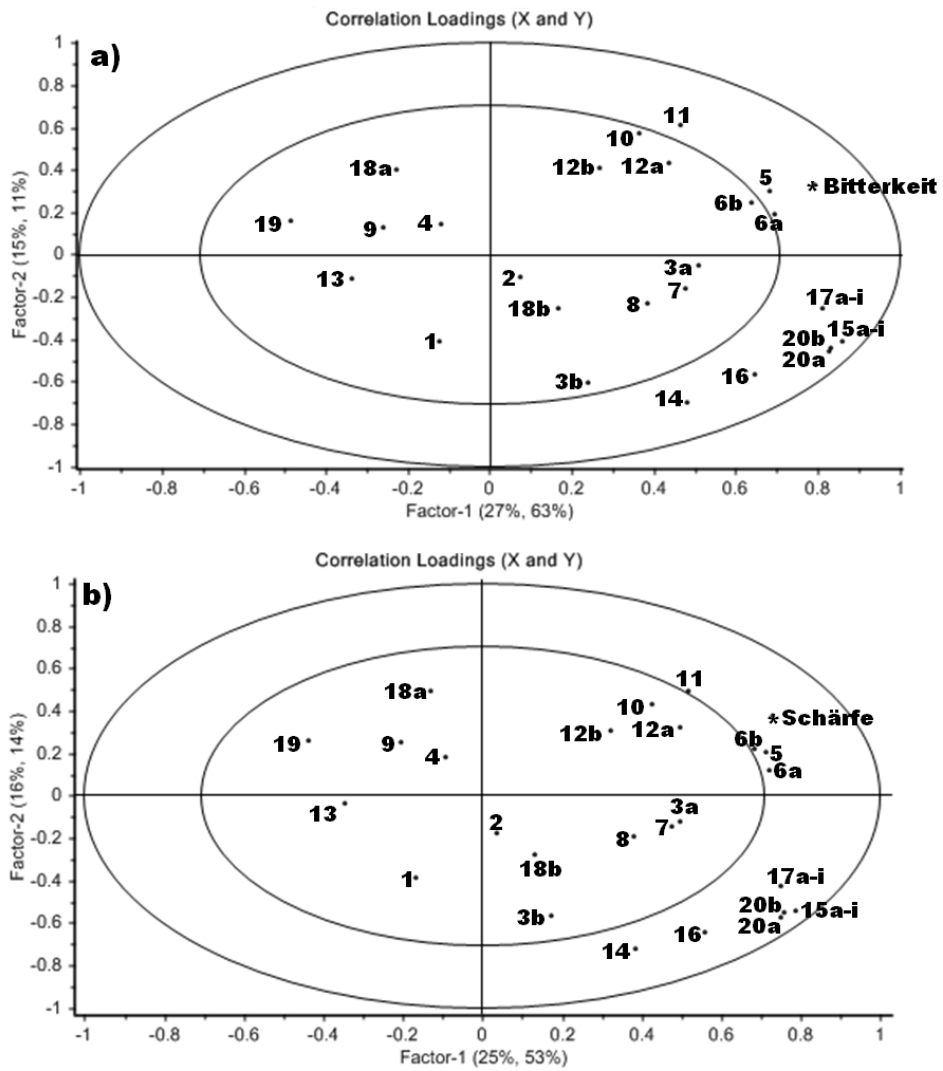 Correlation Loadings (X and Y)
a)
1
0.8
0.6
0.4
0.2
0
-0.2
-0.4
-0.6
-0.8
-1
Factor-2 (15%, 11%)
11
10
12b
12a
18a
5
* Bitterkeit
6b
6a
19
9
4
3a
13
2
7
8
18b
17a-i
15a-i
20b
20a
1
16
3b
14
-1
-0.8
-0.6
-0.4
-0.2
0
0.2
0.4
0.6
0.8
1
Factor-1 (27%, 63%)
Correlation Loadings (X and Y)
b)
1
0.8
0.6
0.4
0.2
0
-0.2
-0.4
-0.6
-0.8
-1
Factor-2 (16%, 14%)
11
18a
10
* Schärfe
12b
12a
6b
5
6a
19
9
4
13
3a
2
7
8
18b
17a-i
1
20b
15a-i
20a
3b
16
14
-1
-0.8
-0.6
-0.4
-0.2
0
0.2
0.4
0.6
0.8
1
Factor-1 (25%, 53%)